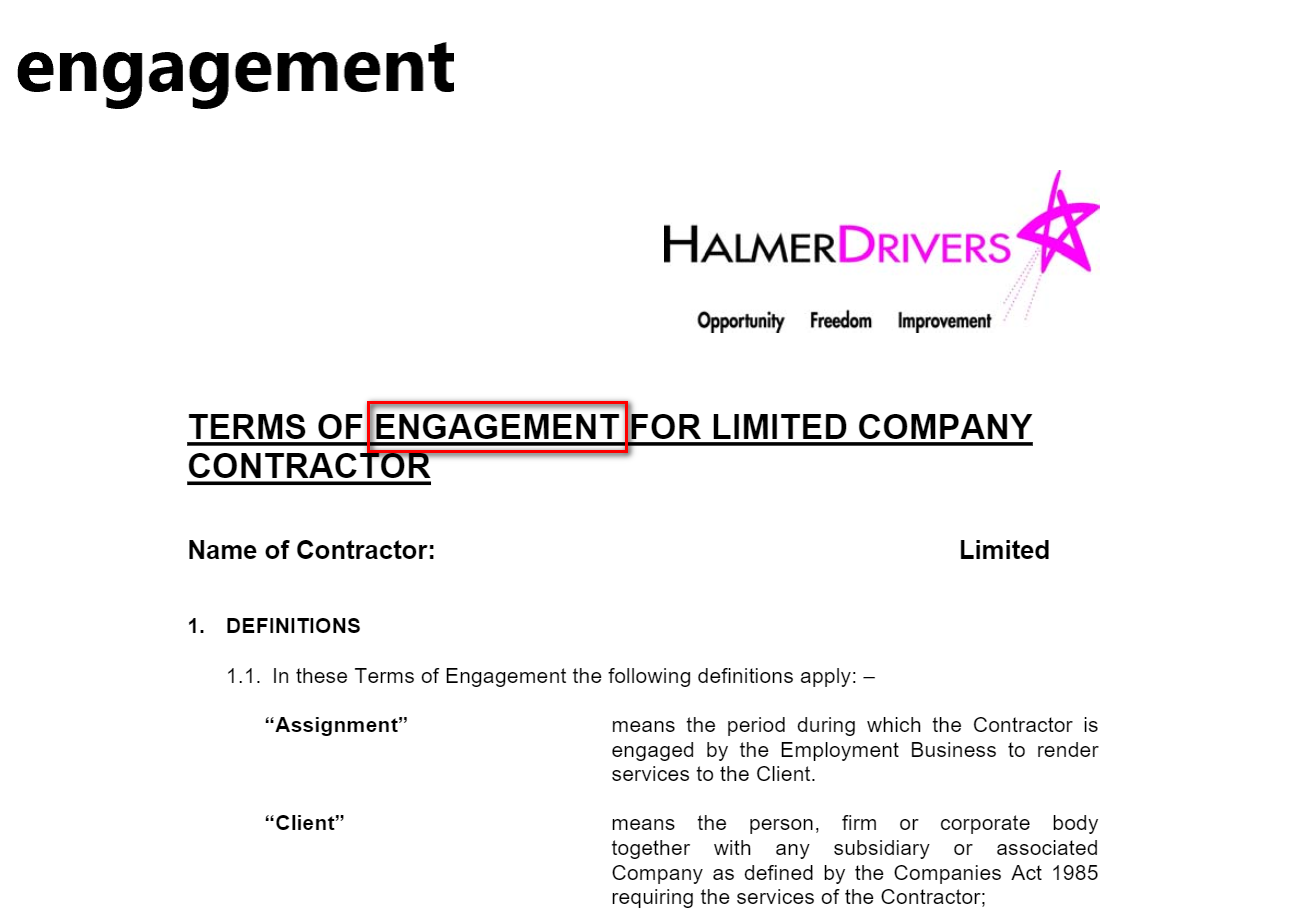 engagement
HALMERDRIVERS
Opportunity Freedom Improvement
TERMS OF ENGAGEMENT FOR LIMITED COMPANY
CONTRACTOR
Name of Contractor: Limited
1. DEFINITIONS
1.1. In these Terms of Engagement the following definitions apply: –
“Assignment” means the period during which the Contractor is
engaged by the Employment Business to render
services to the Client.
“Client” means the person, firm or corporate body
together with any subsidiary or associated
Company as defined by the Companies Act 1985
requiring the services of the Contractor;